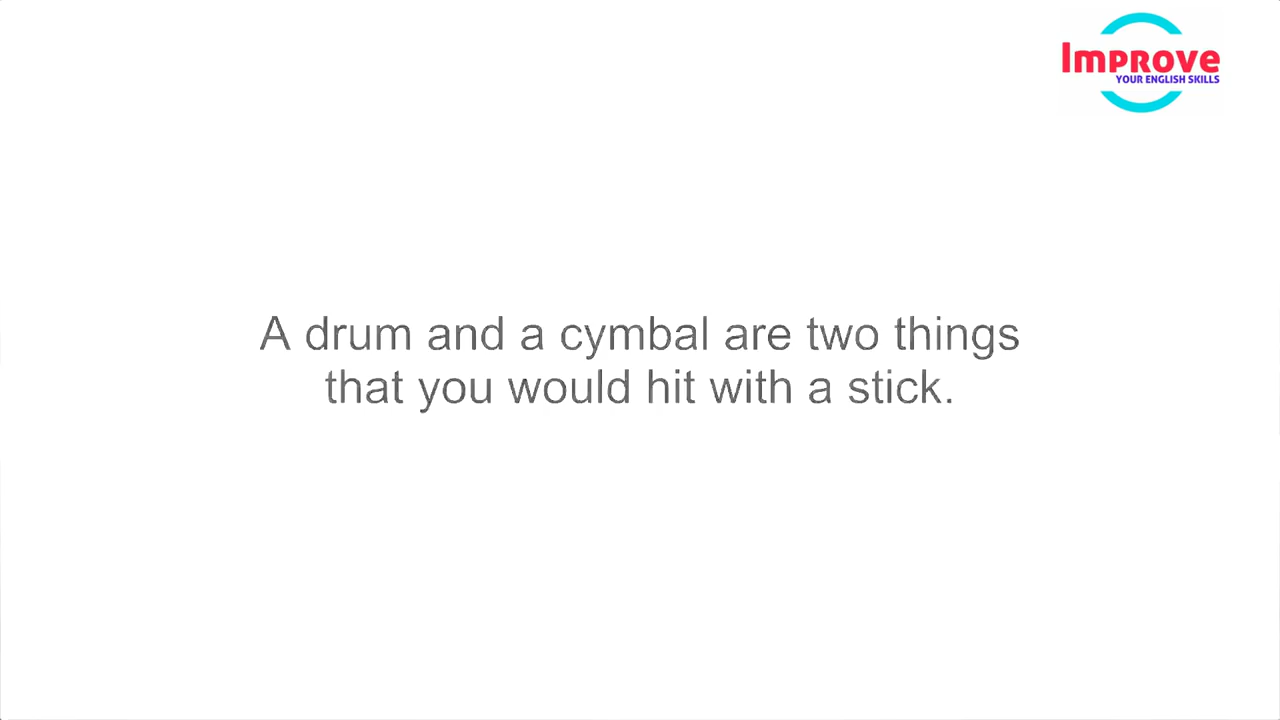 Improve
YOUR ENGLISH SKILLS
A drum and a cymbal are two things
that you would hit with a stick.